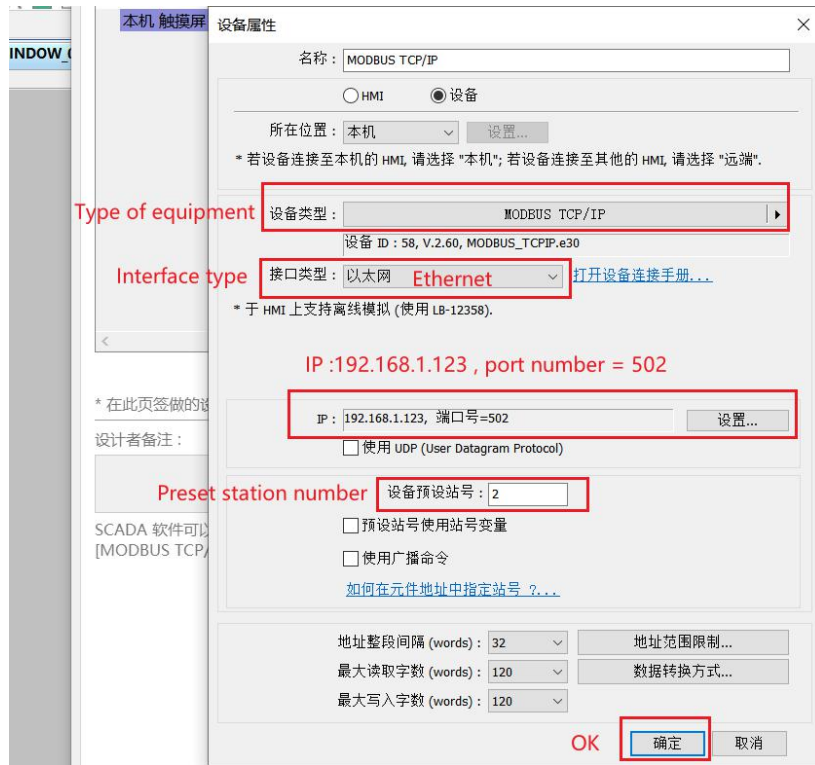 本机 触摸屏
设备属性
INDOW_0
名称： MODBUS TCP/IP
HMI 设备
所在位置： 本机 设置...
* 若设备连接至本机的 HMI, 请选择 "本机"; 若设备连接至其他的 HMI, 请选择 "远端".
Type of equipment 设备类型： MODBUS TCP/IP
设备 ID : 58, V.2.60, MODBUS_TCPIP.e30
Interface type 接口类型： 以太网 Ethernet 打开设备连接手册...
* 于 HMI 上支持离线模拟 (使用 LB-12358).
IP :192.168.1.123 , port number = 502
* 在此页签做的设
IP： 192.168.1.123, 端口号=502 设置...
设计者备注：
使用 UDP (User Datagram Protocol)
Preset station number 设备预设站号： 2
SCADA 软件可以
预设站号使用站号变量
[MODBUS TCP/
使用广播命令
如何在元件地址中指定站号 ?...
地址整段间隔 (words)： 32 地址范围限制...
最大读取字数 (words)： 120 数据转换方式...
最大写入字数 (words)： 120
OK 确定 取消